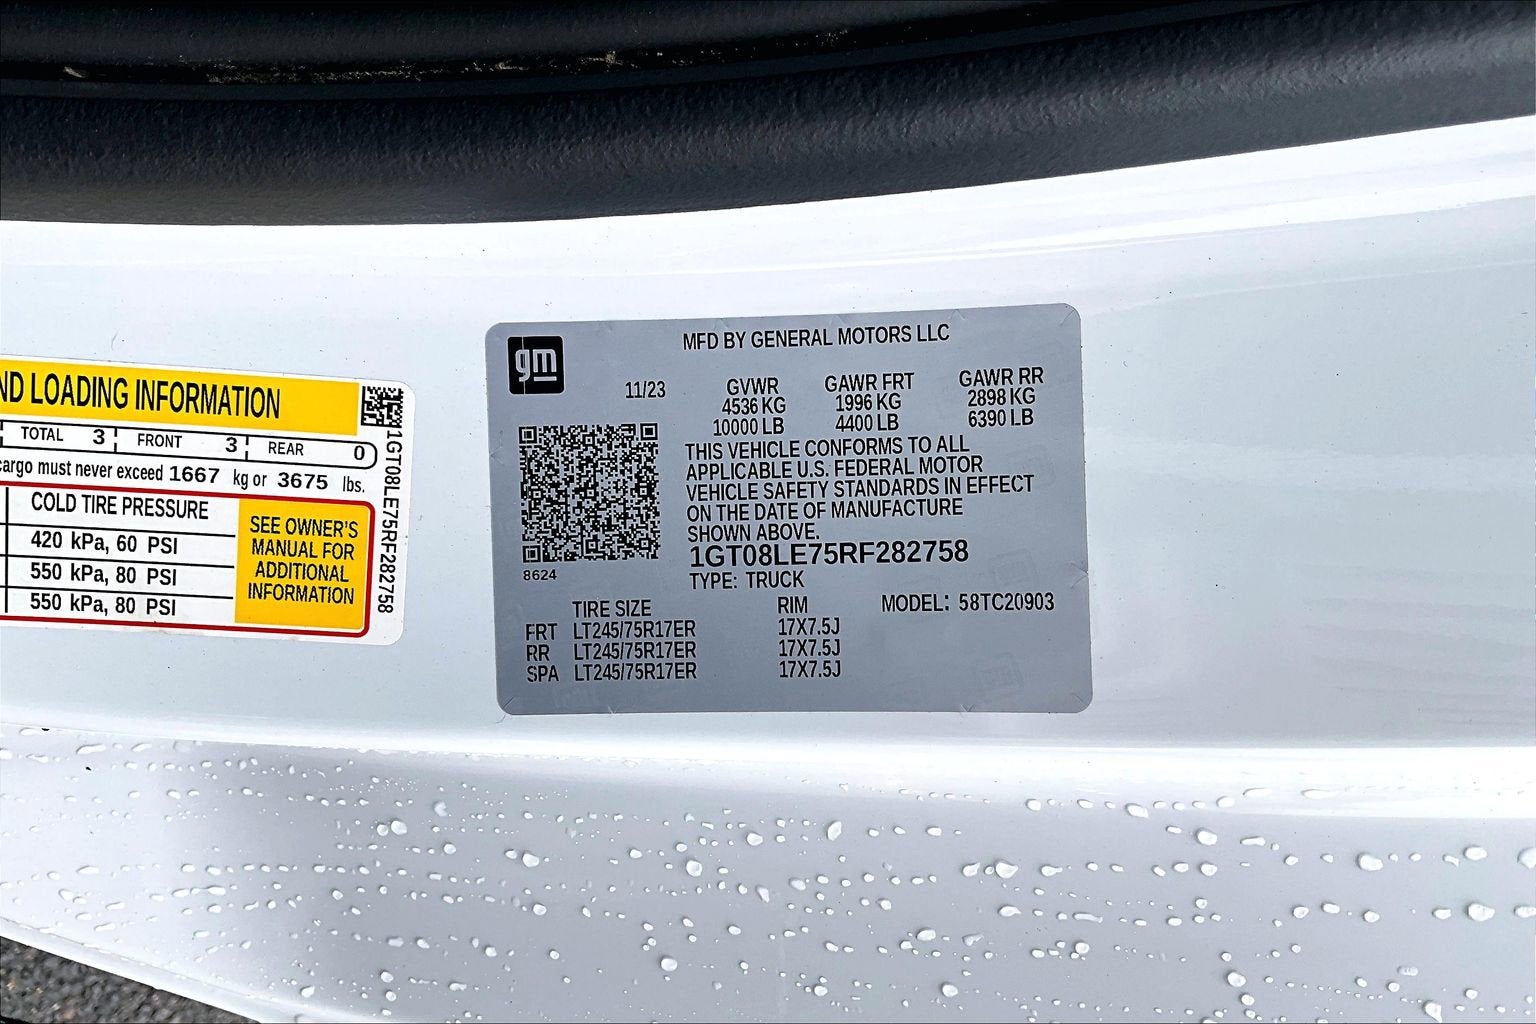 ND LOADING INFORMATION
TOTAL 3 FRONT 3 REAR 0
cargo must never exceed 1667 kg or 3675 lbs.
COLD TIRE PRESSURE
420 kPa, 60 PSI
550 kPa, 80 PSI
550 kPa, 80 PSI
SEE OWNER'S
MANUAL FOR
ADDITIONAL
INFORMATION
1GT08LE75RF282758
gm
MFD BY GENERAL MOTORS LLC
11/23 GVWR GAWR FRT GAWR RR
4536 KG 1996 KG 2898 KG
10000 LB 4400 LB 6390 LB
THIS VEHICLE CONFORMS TO ALL
APPLICABLE U.S. FEDERAL MOTOR
VEHICLE SAFETY STANDARDS IN EFFECT
ON THE DATE OF MANUFACTURE
SHOWN ABOVE.
1GT08LE75RF282758
8624
TYPE: TRUCK
TIRE SIZE RIM MODEL: 58TC20903
FRT LT245/75R17ER 17X7.5J
RR LT245/75R17ER 17X7.5J
SPA LT245/75R17ER 17X7.5J